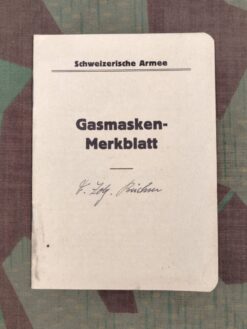 Schweizerische Armee
Gasmasken-
Merkblatt